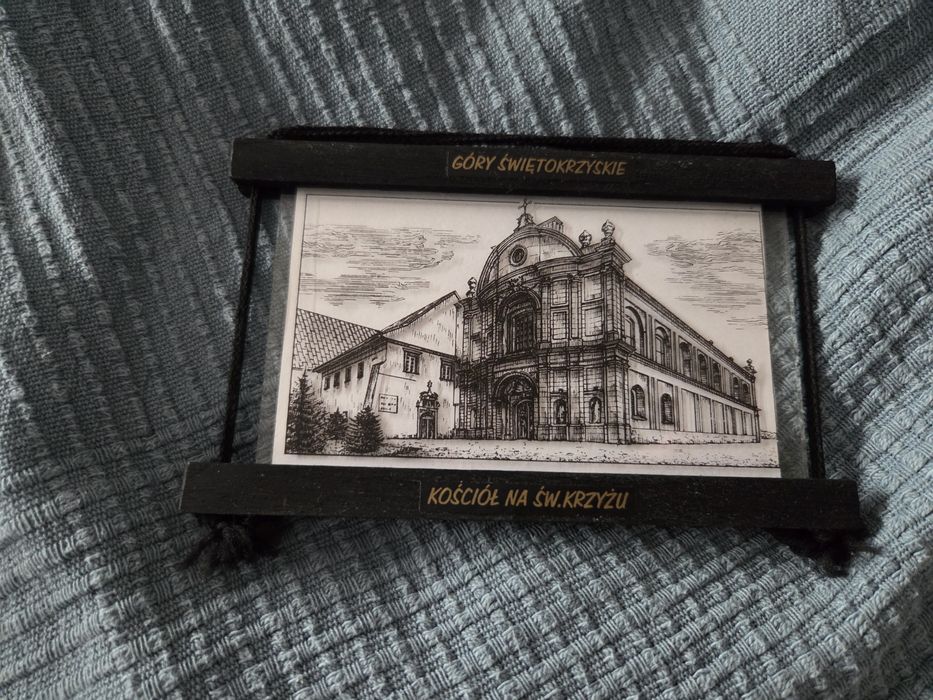 GÓRY ŚWIĘTOKRZYSKIE
KOŚCIÓŁ NA ŚW.KRZYŻU